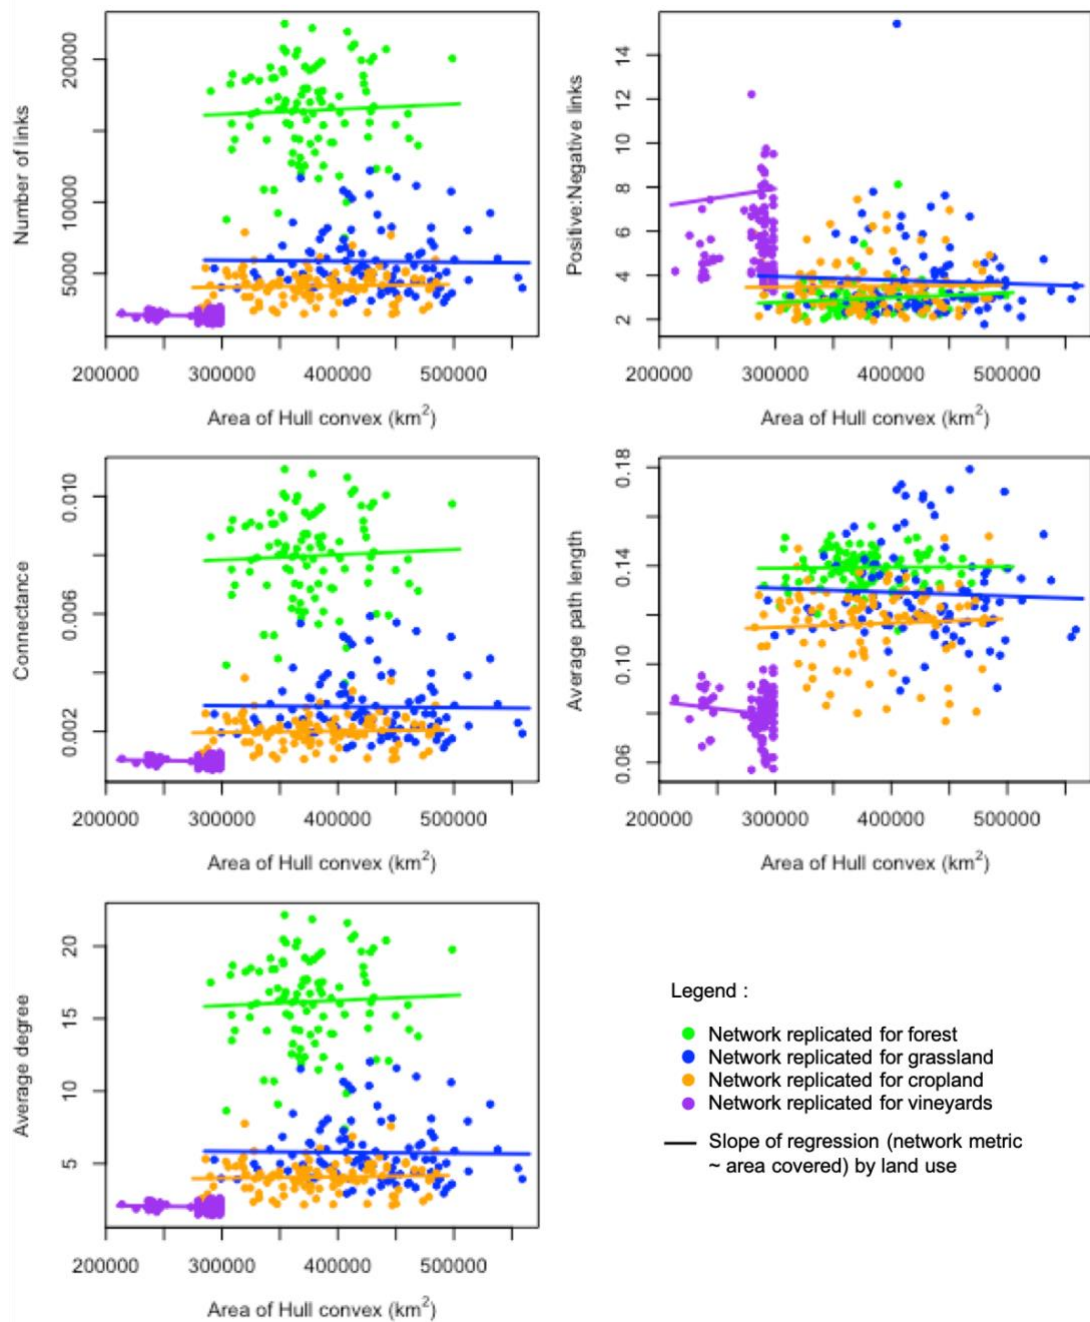 Number of links
20000
10000
5000
200000 300000 400000 500000
Area of Hull convex (km²)
Positive:Negative links
14
12
10
8
6
4
2
200000 300000 400000 500000
Area of Hull convex (km²)
Connectance
0.010
0.006
0.002
200000 300000 400000 500000
Area of Hull convex (km²)
Average path length
0.18
0.14
0.10
0.06
200000 300000 400000 500000
Area of Hull convex (km²)
Average degree
20
15
10
5
200000 300000 400000 500000
Area of Hull convex (km²)
Legend :
Network replicated for forest
Network replicated for grassland
Network replicated for cropland
Network replicated for vineyards
Slope of regression (network metric
~ area covered) by land use